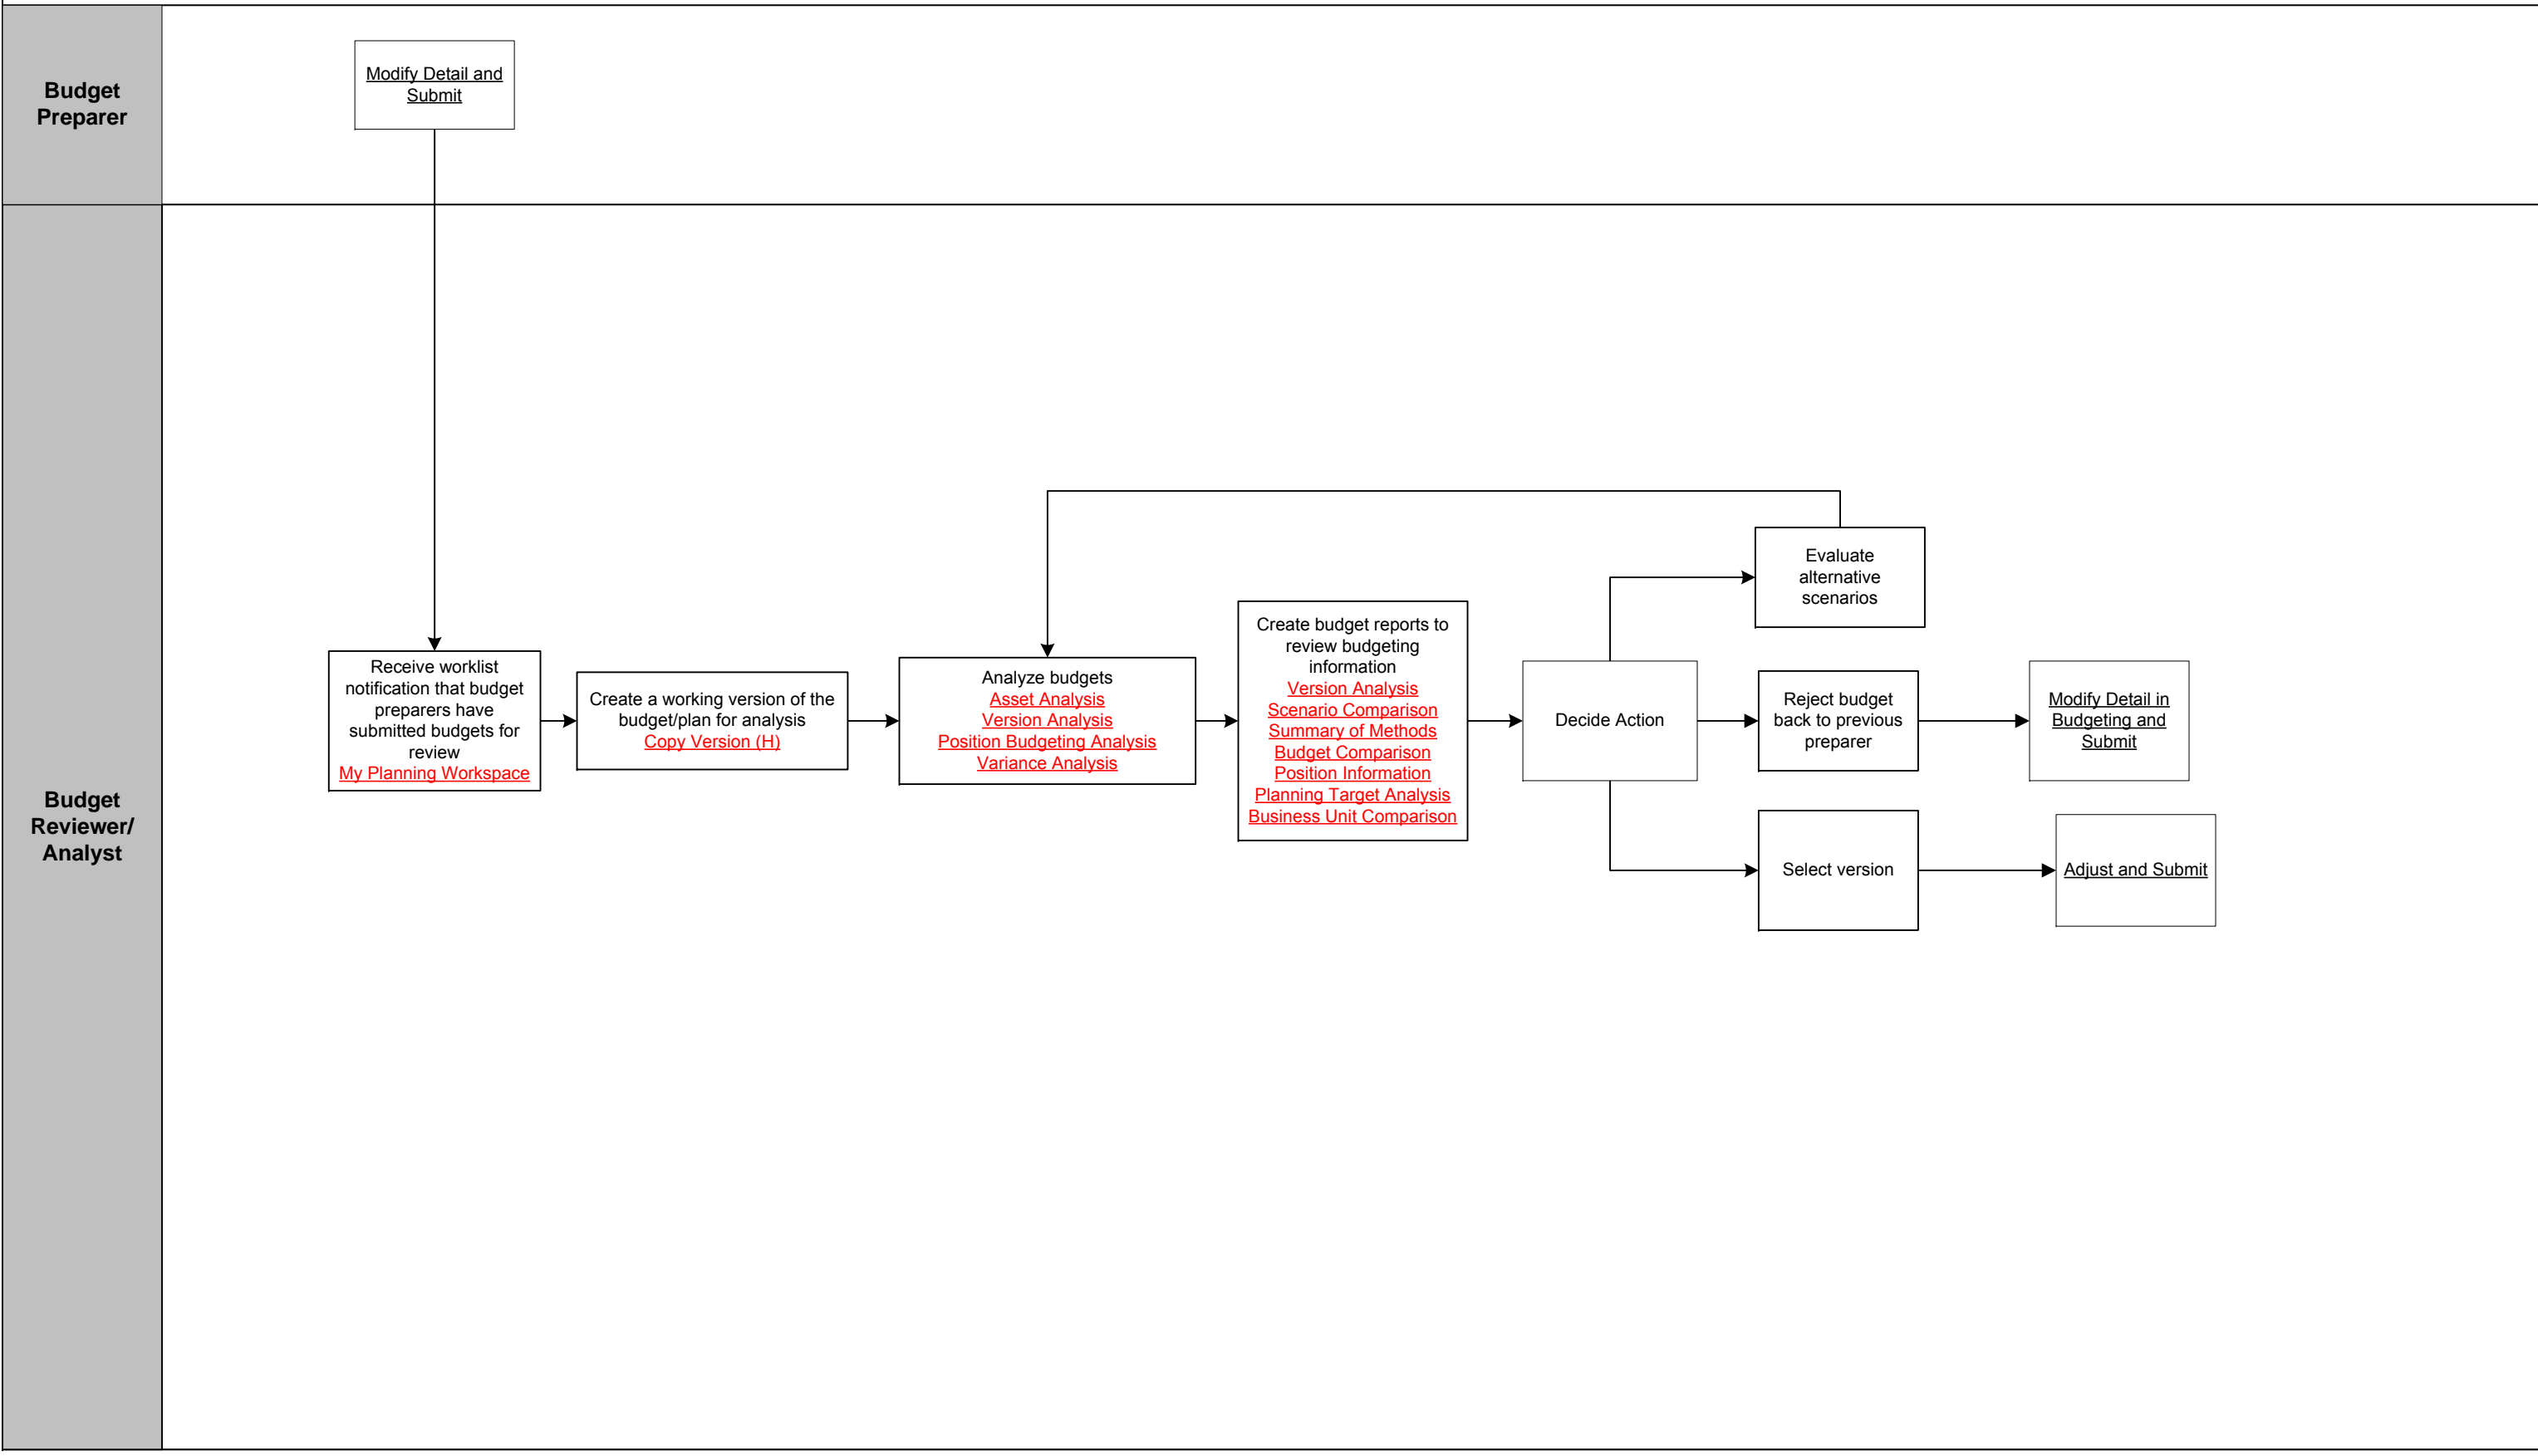 Budget
Preparer
Modify Detail and
Submit
Budget
Reviewer/
Analyst
Receive worklist
notification that budget
preparers have
submitted budgets for
review
My Planning Workspace
Create a working version of the
budget/plan for analysis
Copy Version (H)
Analyze budgets
Asset Analysis
Version Analysis
Position Budgeting Analysis
Variance Analysis
Create budget reports to
review budgeting
information
Version Analysis
Scenario Comparison
Summary of Methods
Budget Comparison
Position Information
Planning Target Analysis
Business Unit Comparison
Decide Action
Evaluate
alternative
scenarios
Reject budget
back to previous
preparer
Modify Detail in
Budgeting and
Submit
Select version
Adjust and Submit